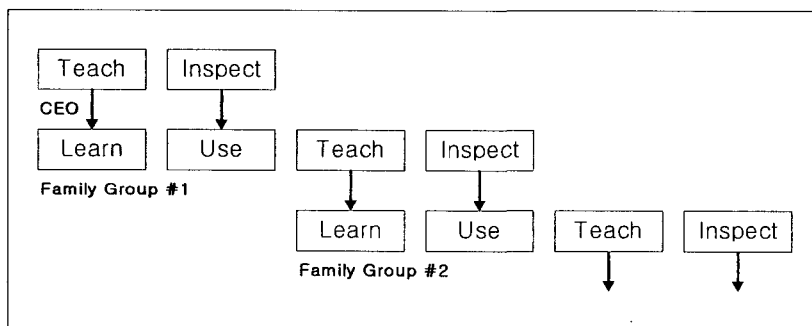 Teach Inspect
CEO
Learn Use Teach Inspect
Family Group #1
Learn Use Teach Inspect
Family Group #2